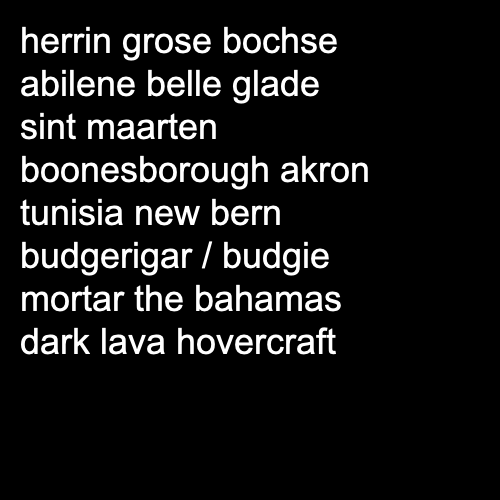 herrin grose bochse
abilene belle glade
sint maarten
boonesborough akron
tunisia new bern
budgerigar / budgie
mortar the bahamas
dark lava hovercraft